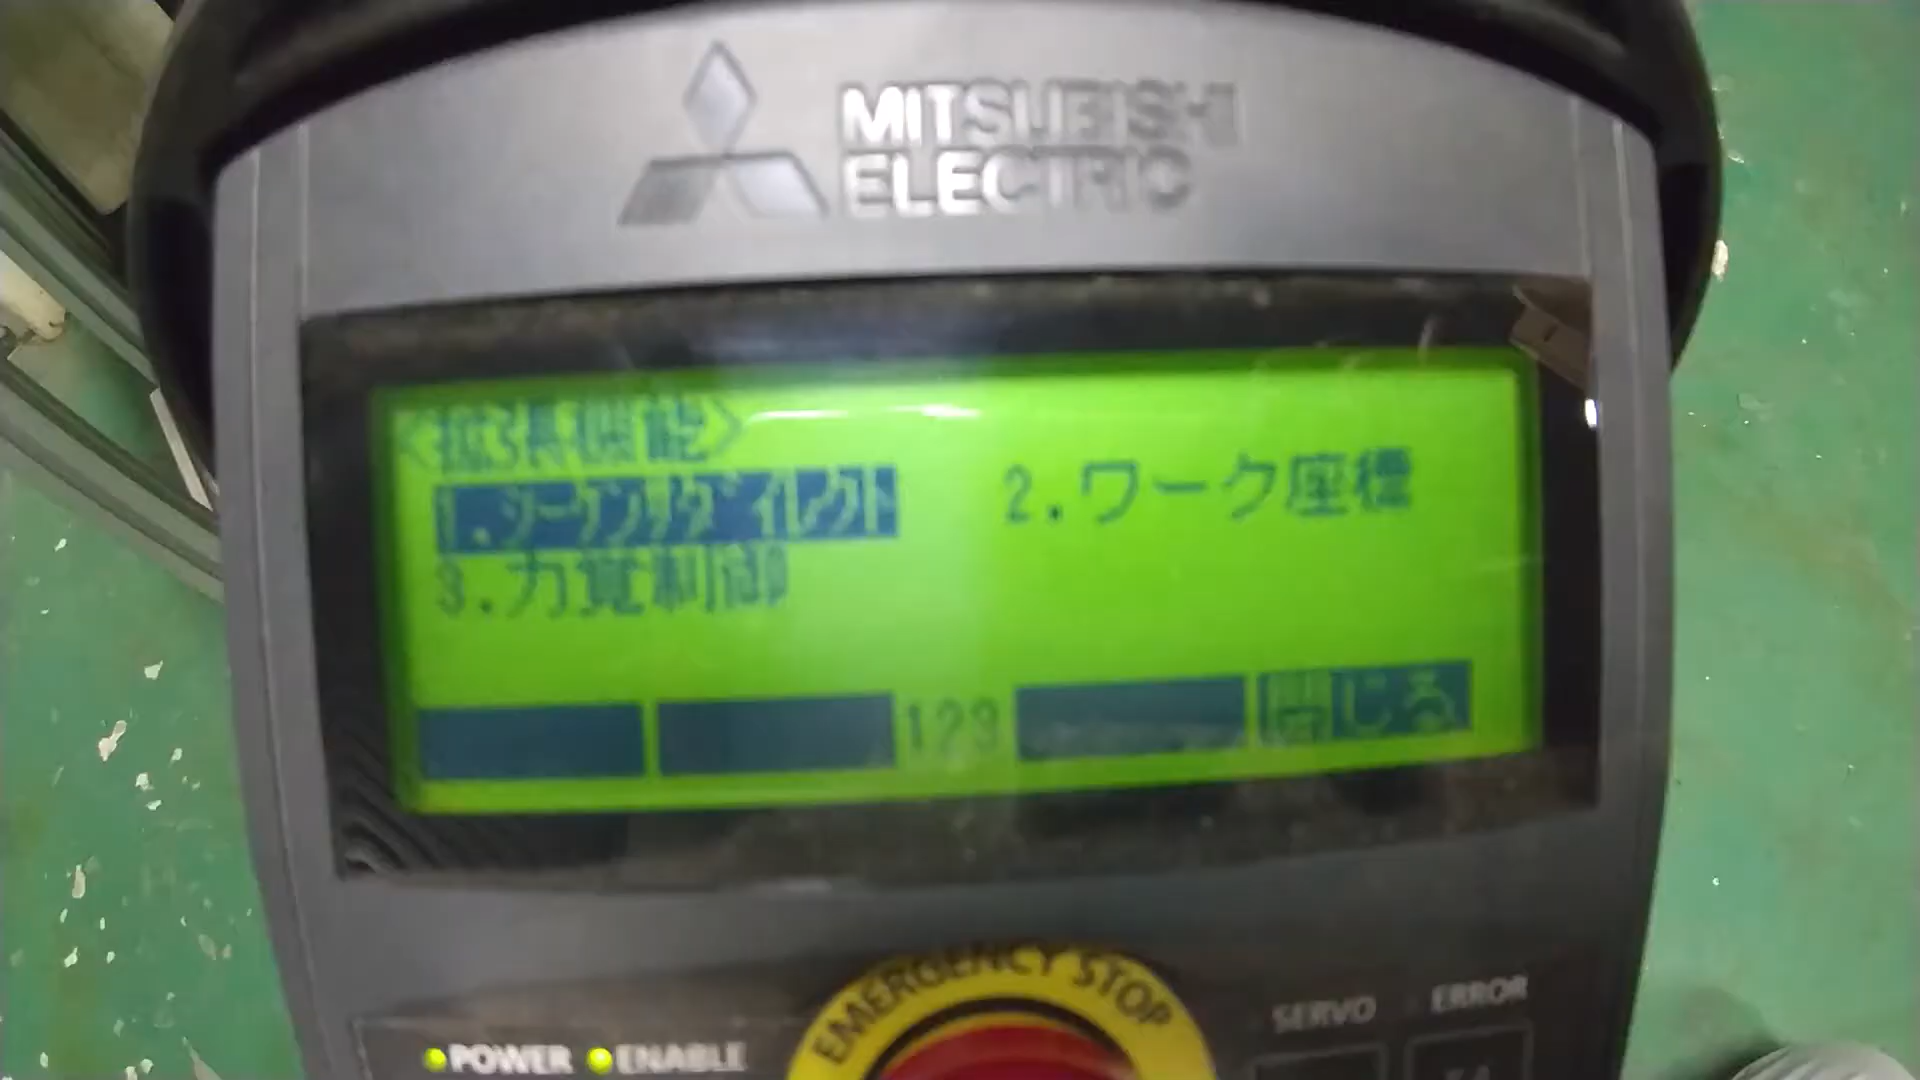 MITSUBISHI
ELECTRIC
<拡張機能>
1.シーケンサダイレクト 2.ワーク座標
3.力覚制御
123 閉じる
EMERGENCY STOP
SERVO ERROR
POWER ENABLE